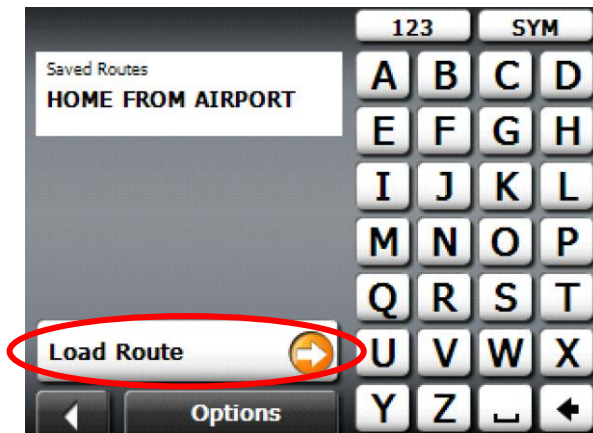 Saved Routes
HOME FROM AIRPORT
Load Route
Options
123 SYM
A B C D
E F G H
I J K L
M N O P
Q R S T
U V W X
Y Z